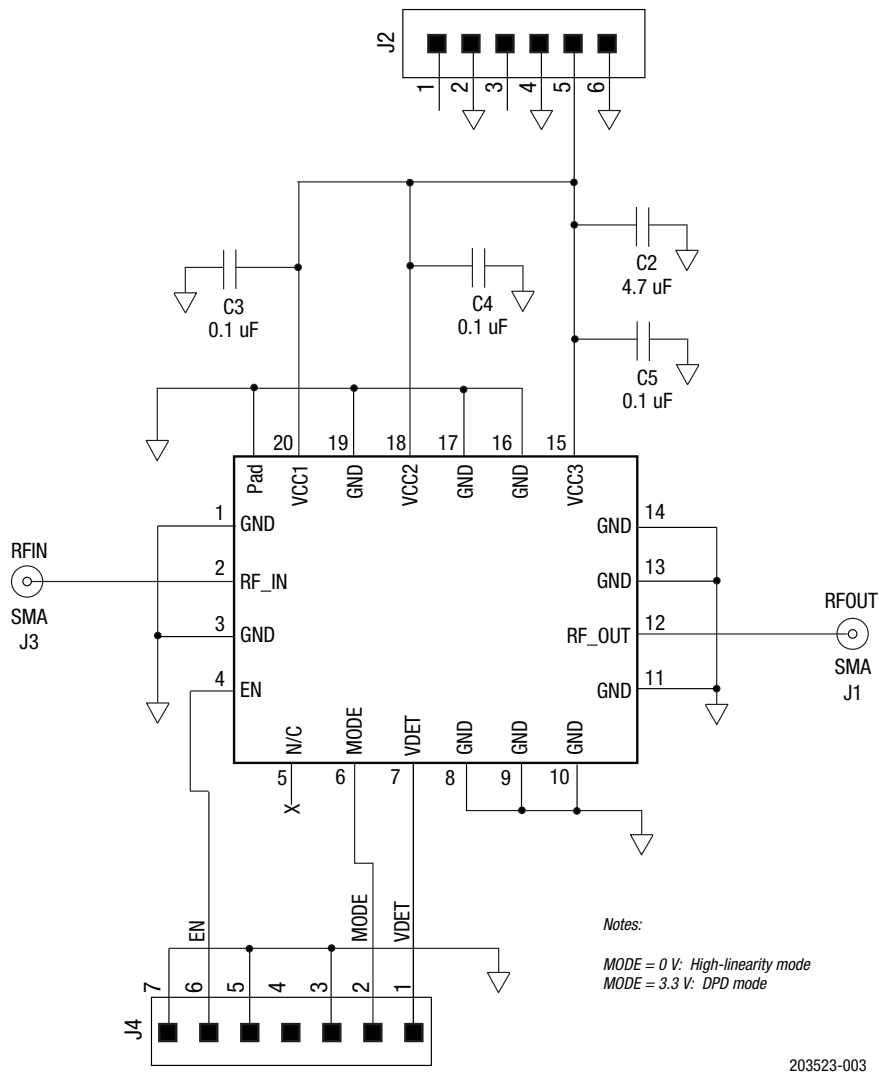 J2
1 2 3 4 5 6
C2
4.7 uF
C3
0.1 uF
C4
0.1 uF
C5
0.1 uF
20 19 18 17 16 15
Pad VCC1 GND VCC2 GND GND VCC3
1 GND
GND 14
RFIN
2 RF_IN
GND 13
SMA
J3
3 GND
RF_OUT 12
RFOUT
SMA
J1
4 EN
GND 11
N/C MODE VDET GND GND GND
5 6 7 8 9 10
X
EN MODE VDET
Notes:
MODE = 0 V: High-linearity mode
MODE = 3.3 V: DPD mode
7 6 5 4 3 2 1
J4
203523-003